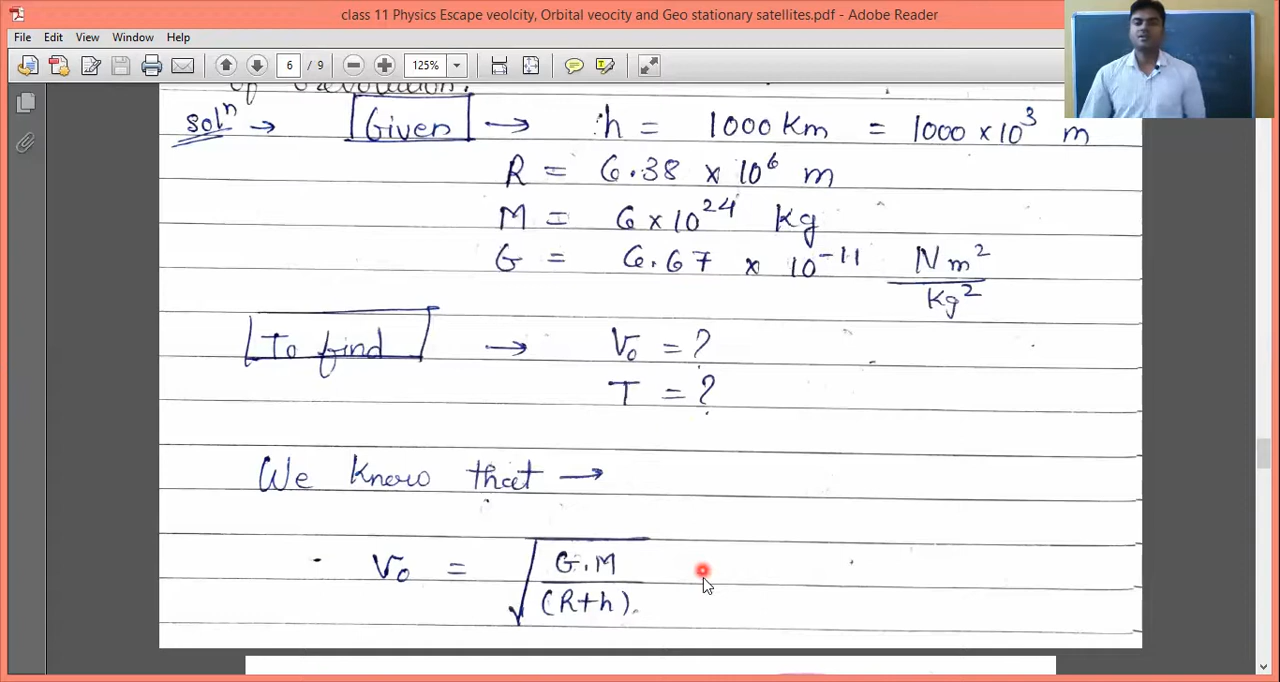 class 11 Physics Escape veolcity, Orbital veocity and Geo stationary satellites.pdf - Adobe Reader
File Edit View Window Help
6 / 9 125%
Solⁿ → Given → h = 1000 Km = 1000 × 10³ m
R = 6.38 × 10⁶ m
M = 6 × 10²⁴ Kg
G = 6.67 × 10⁻¹¹ Nm²/Kg²
To find → V₀ = ?
T = ?
We know that →
V₀ = √(G.M/(R+h))